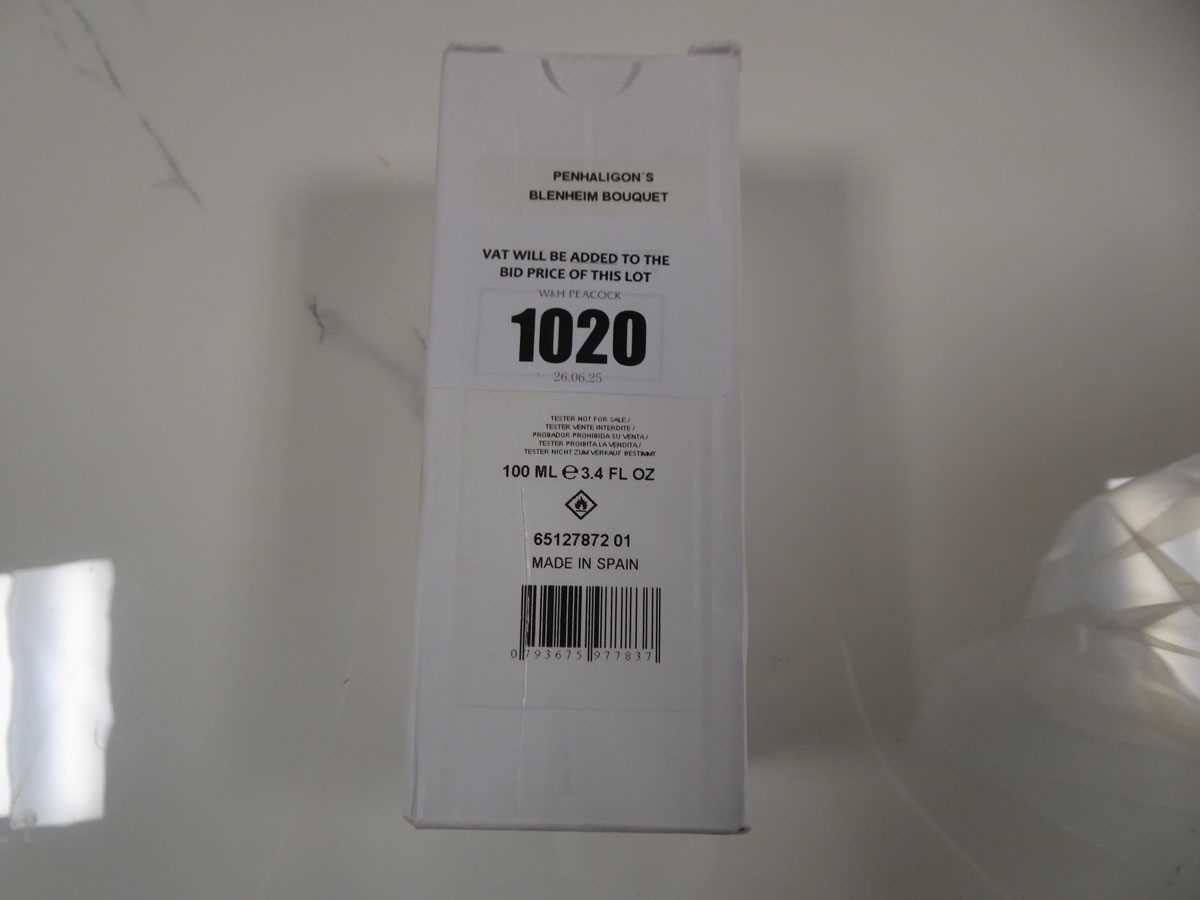 PENHALIGON´S
BLENHEIM BOUQUET
VAT WILL BE ADDED TO THE
BID PRICE OF THIS LOT
W&H PEACOCK
1020
26.06.25
TESTER NOT FOR SALE /
TESTER VENTE INTERDITE /
PROBADOR PROHIBIDA SU VENTA /
TESTER PROIBITA LA VENDITA /
TESTER NICHT ZUM VERKAUF BESTIMMT
100 ML ℮ 3.4 FL OZ
65127872 01
MADE IN SPAIN
0 793675 977837